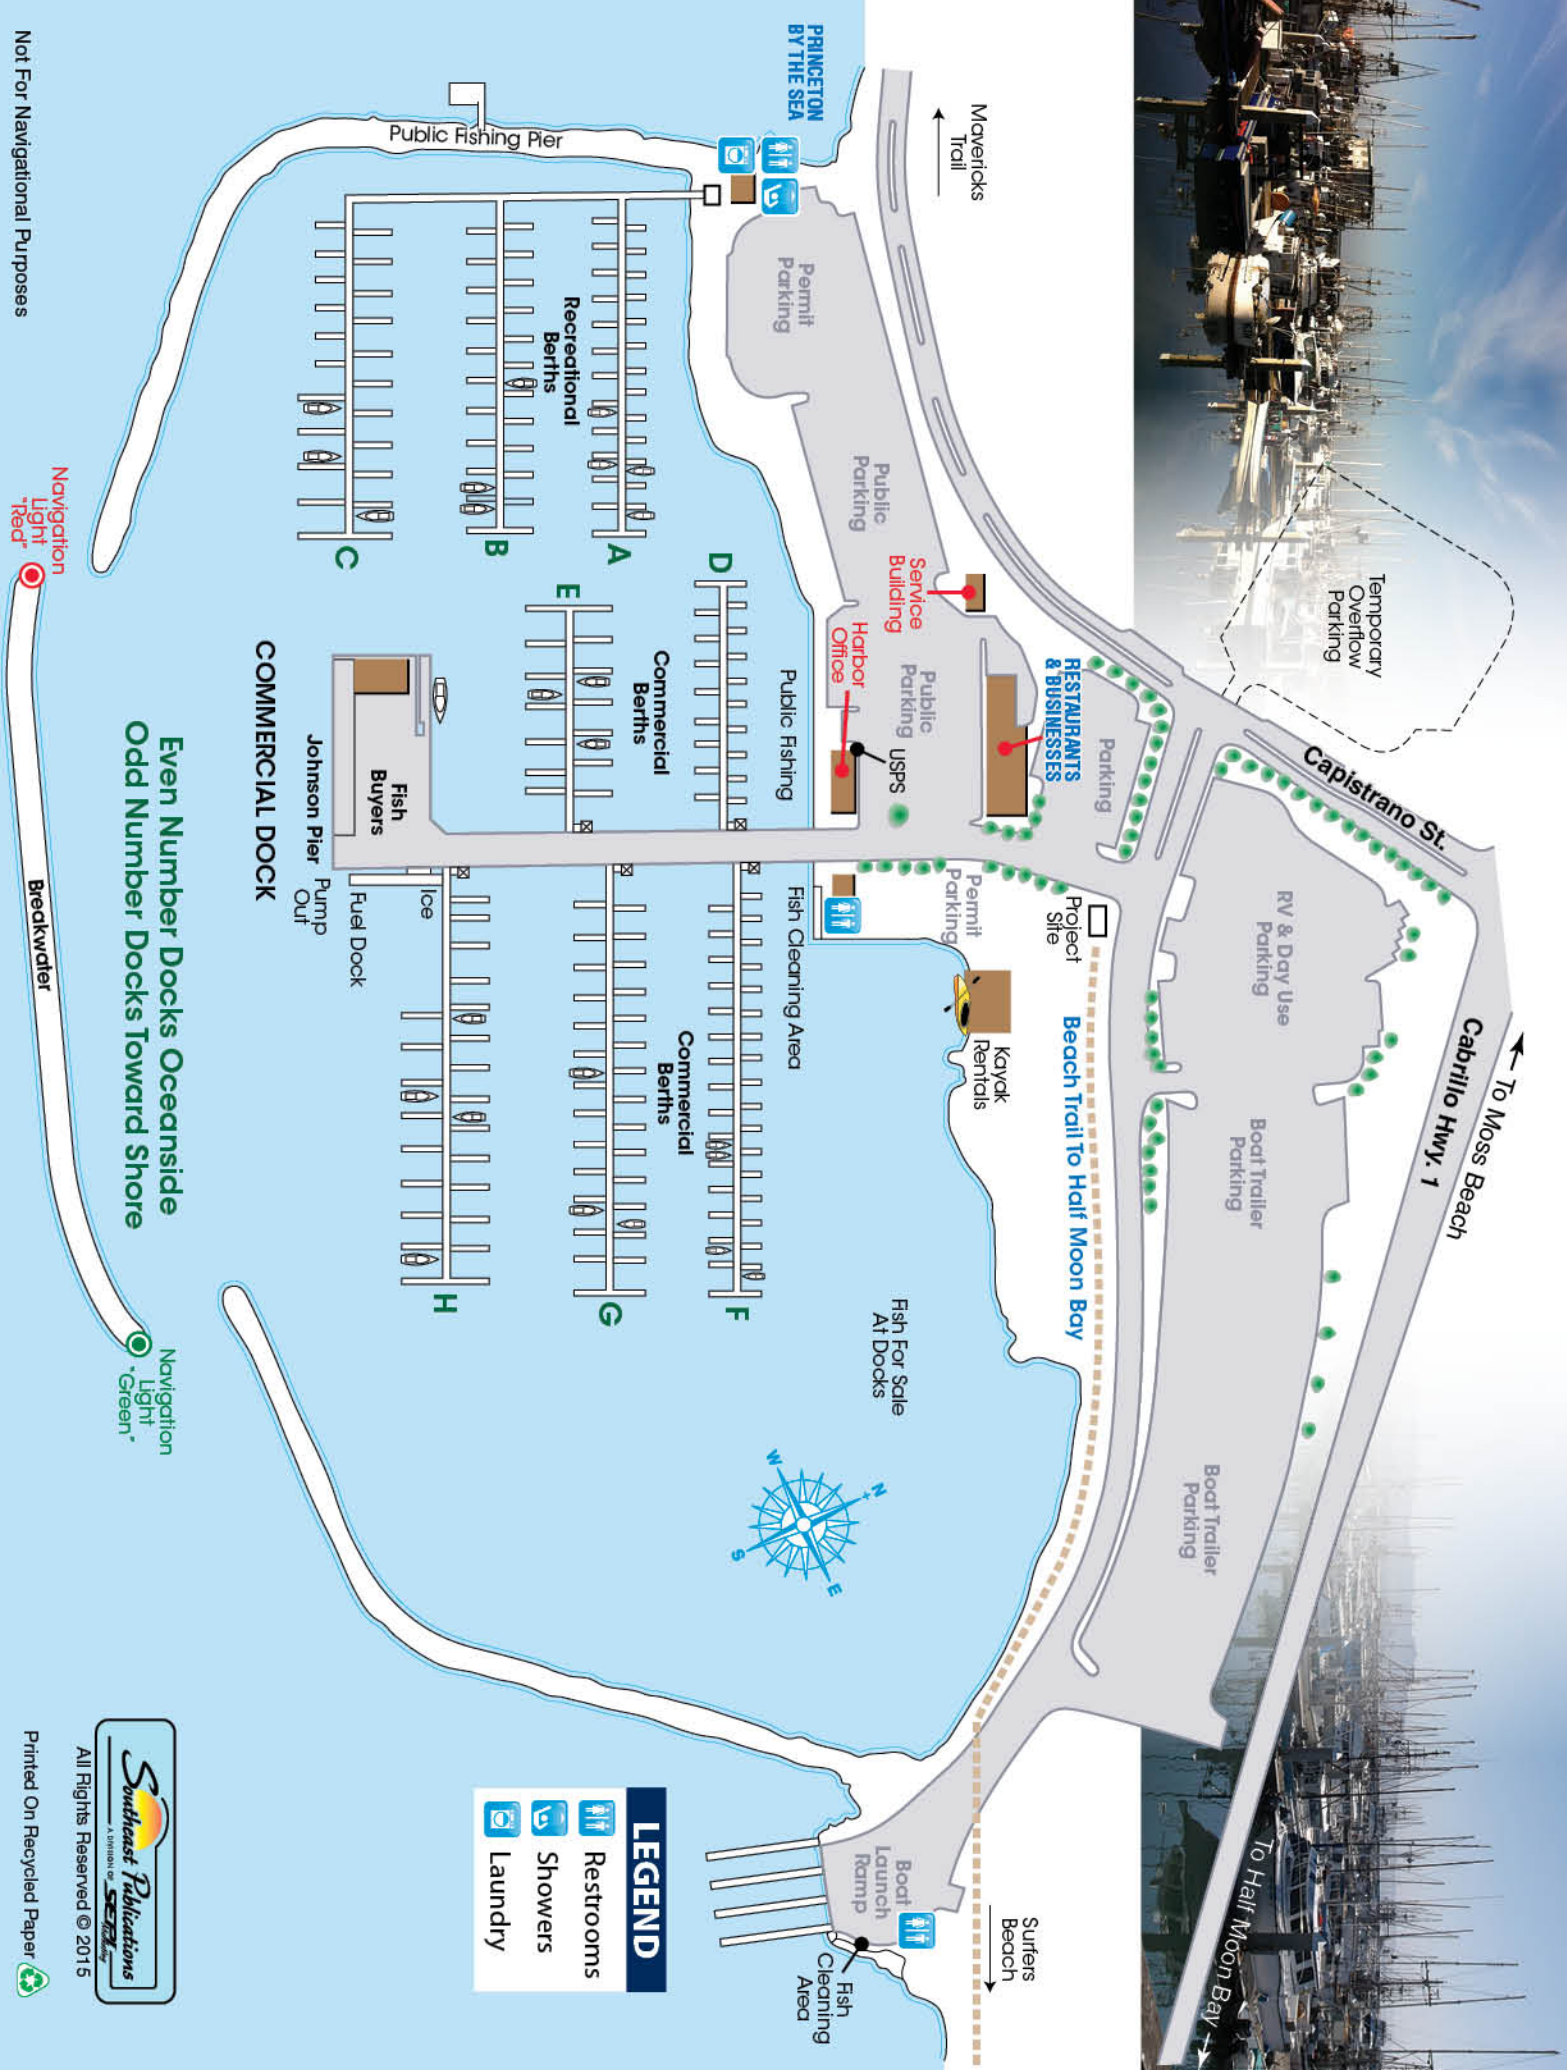 Temporary
Overflow
Parking
Capistrano St.
To Moss Beach
Cabrillo Hwy. 1
To Half Moon Bay
Mavericks
Trail
PRINCETON
BY THE SEA
Permit
Parking
Public
Parking
Service
Building
Harbor
Office
Public
Parking
USPS
RESTAURANTS
& BUSINESSES
Parking
RV & Day Use
Parking
Boat Trailer
Parking
Boat Trailer
Parking
Permit
Parking
Project
Site
Beach Trail To Half Moon Bay
Kayak
Rentals
Surfers
Beach
Boat
Launch
Ramp
Fish
Cleaning
Area
Public Fishing
Fish Cleaning Area
Fish For Sale
At Docks
N
E
S
W
Public Fishing Pier
Recreational
Berths
A
B
C
D
E
Commercial
Berths
Commercial
Berths
F
G
H
Fish
Buyers
Johnson Pier
Ice
Fuel Dock
Pump
Out
COMMERCIAL DOCK
Even Number Docks Oceanside
Odd Number Docks Toward Shore
LEGEND
Restrooms
Showers
Laundry
Navigation
Light
"Red"
Breakwater
Navigation
Light
"Green"
Not For Navigational Purposes
Southeast Publications
A DIVISION OF
All Rights Reserved © 2015
Printed On Recycled Paper